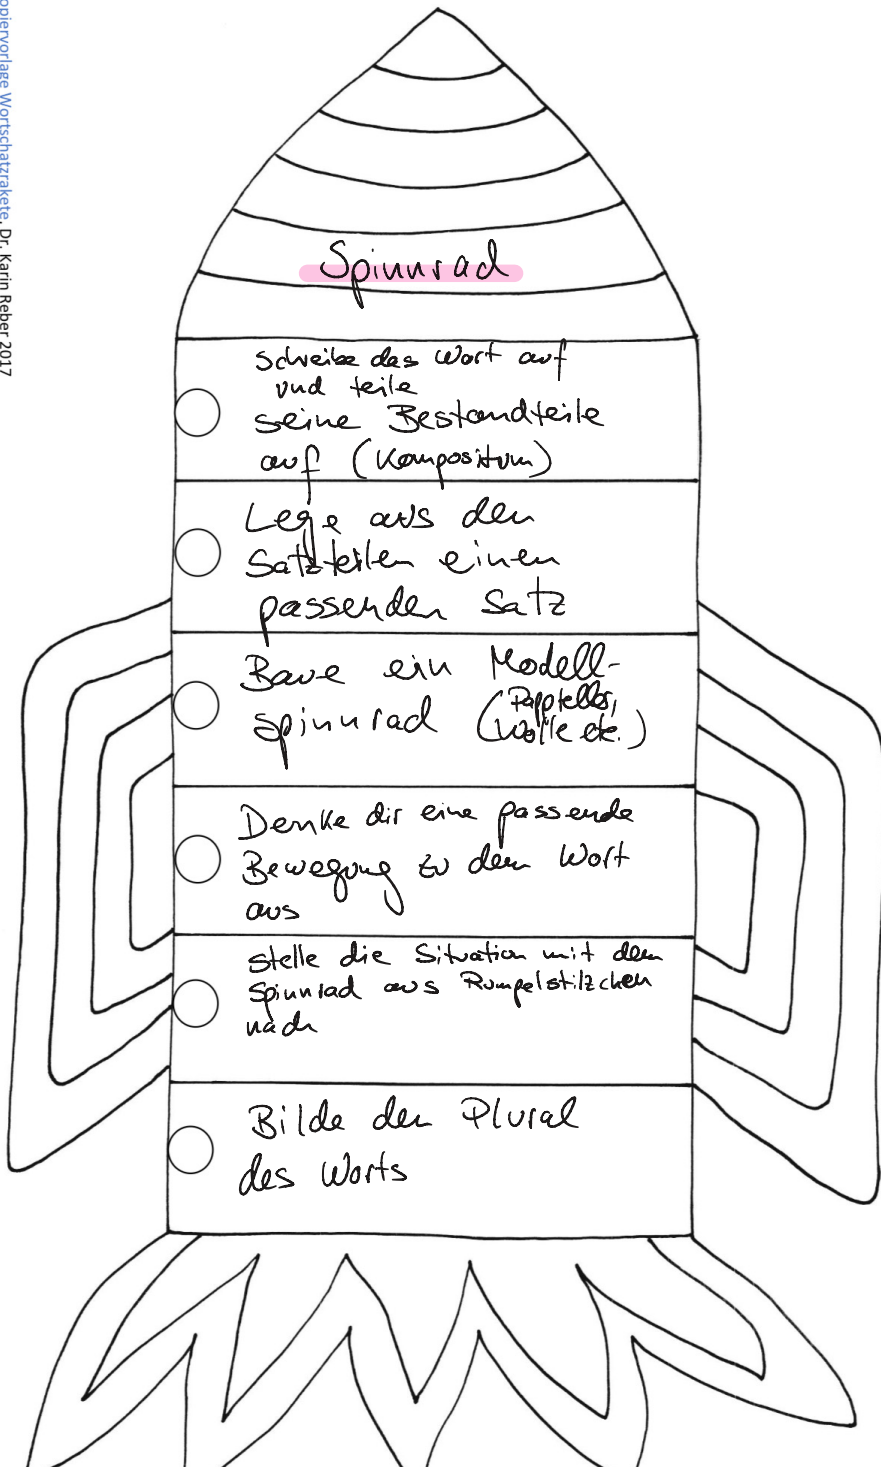 opiervorlage Wortschatzrakete, Dr. Karin Reber 2017
Spinnrad
Schreibe das Wort auf
und teile
seine Bestandteile
auf (Kompositum)
Lege aus den
Satzteilen einen
passenden Satz
Baue ein Modell-
spinnrad (Pappteller,
Wolle etc.)
Denke dir eine passende
Bewegung zu dem Wort
aus
Stelle die Situation mit dem
Spinnrad aus Rumpelstilzchen
nach
Bilde den Plural
des Worts